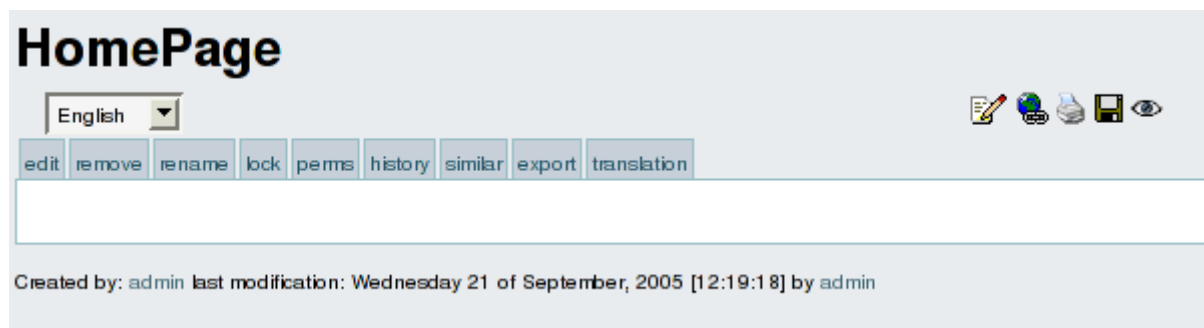 HomePage
English
edit remove rename lock perms history similar export translation
Created by: admin last modification: Wednesday 21 of September, 2005 [12:19:18] by admin